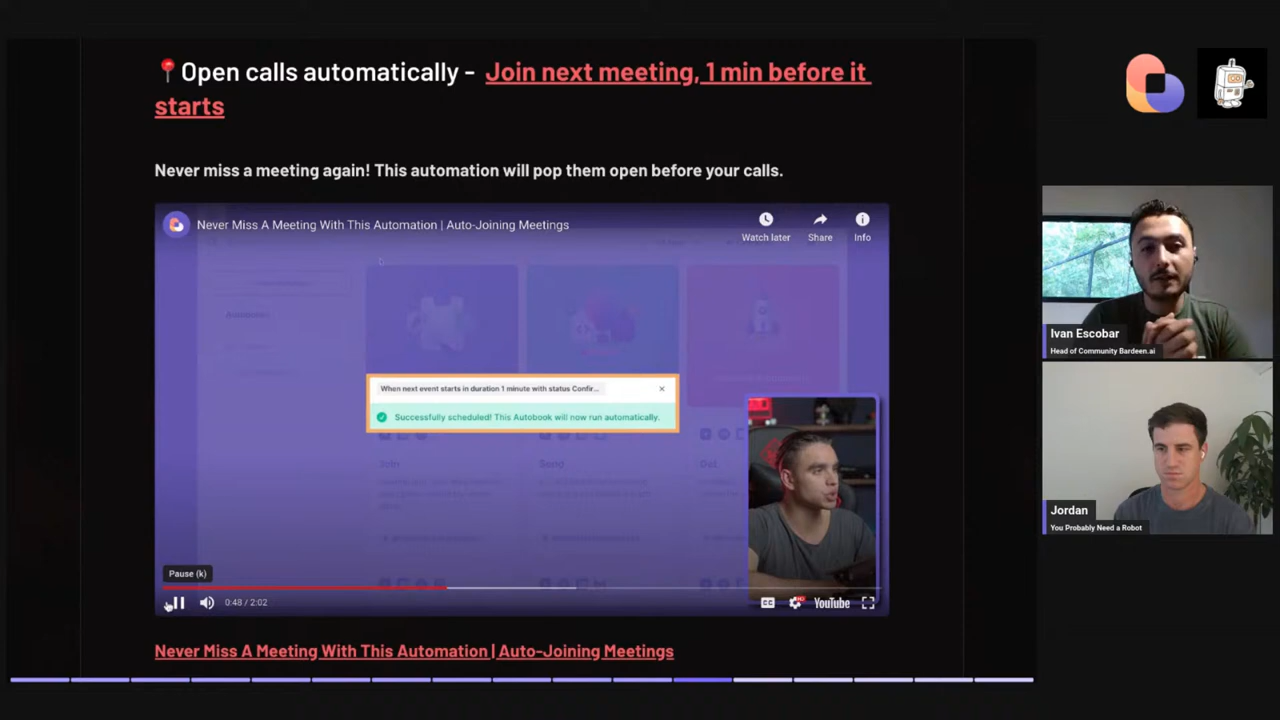 Open calls automatically - Join next meeting, 1 min before it
starts
Never miss a meeting again! This automation will pop them open before your calls.
Never Miss A Meeting With This Automation | Auto-Joining Meetings
Watch later
Share
Info
When next event starts in duration 1 minute with status Confir...
Successfully scheduled! This Autobook will now run automatically.
Pause (k)
0:48 / 2:02
CC
HD
YouTube
Never Miss A Meeting With This Automation | Auto-Joining Meetings
Ivan Escobar
Head of Community Bardeen.ai
Jordan
You Probably Need a Robot